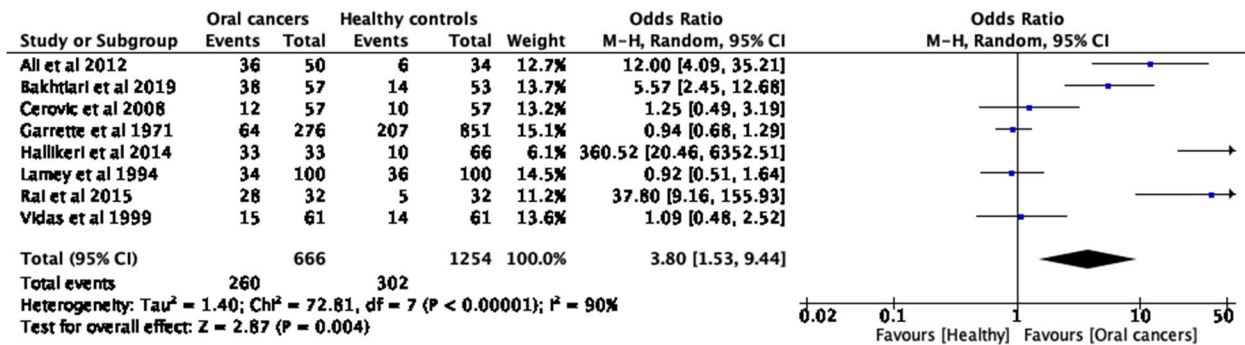 Oral cancers Healthy controls Odds Ratio Odds Ratio
Study or Subgroup Events Total Events Total Weight M-H, Random, 95% CI M-H, Random, 95% CI
Ali et al 2012 36 50 6 34 12.7% 12.00 [4.09, 35.21]
Bakhtiari et al 2019 38 57 14 53 13.7% 5.57 [2.45, 12.68]
Cerovic et al 2008 12 57 10 57 12.9% 1.25 [0.49, 3.19]
Garrette et al 1971 64 276 207 851 15.1% 0.94 [0.68, 1.29]
Hallikeri et al 2014 33 33 10 66 6.1% 360.52 [20.46, 6352.51]
Lamey et al 1994 34 100 36 100 14.5% 0.92 [0.51, 1.64]
Rai et al 2015 28 32 5 32 11.2% 37.80 [9.16, 155.93]
Vidas et al 1999 15 61 14 61 13.6% 1.09 [0.48, 2.52]
Total (95% CI) 666 1254 100.0% 3.80 [1.53, 9.44]
Total events 260 302
Heterogeneity: Tau² = 1.40; Chi² = 72.81, df = 7 (P < 0.00001); I² = 90%
Test for overall effect: Z = 2.87 (P = 0.004)
0.02 0.1 1 10 50
Favours [Healthy] Favours [Oral cancers]